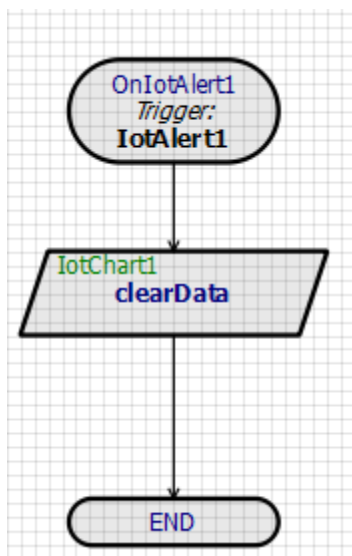 OnIotAlert1
Trigger:
IotAlert1
IotChart1
clearData
END